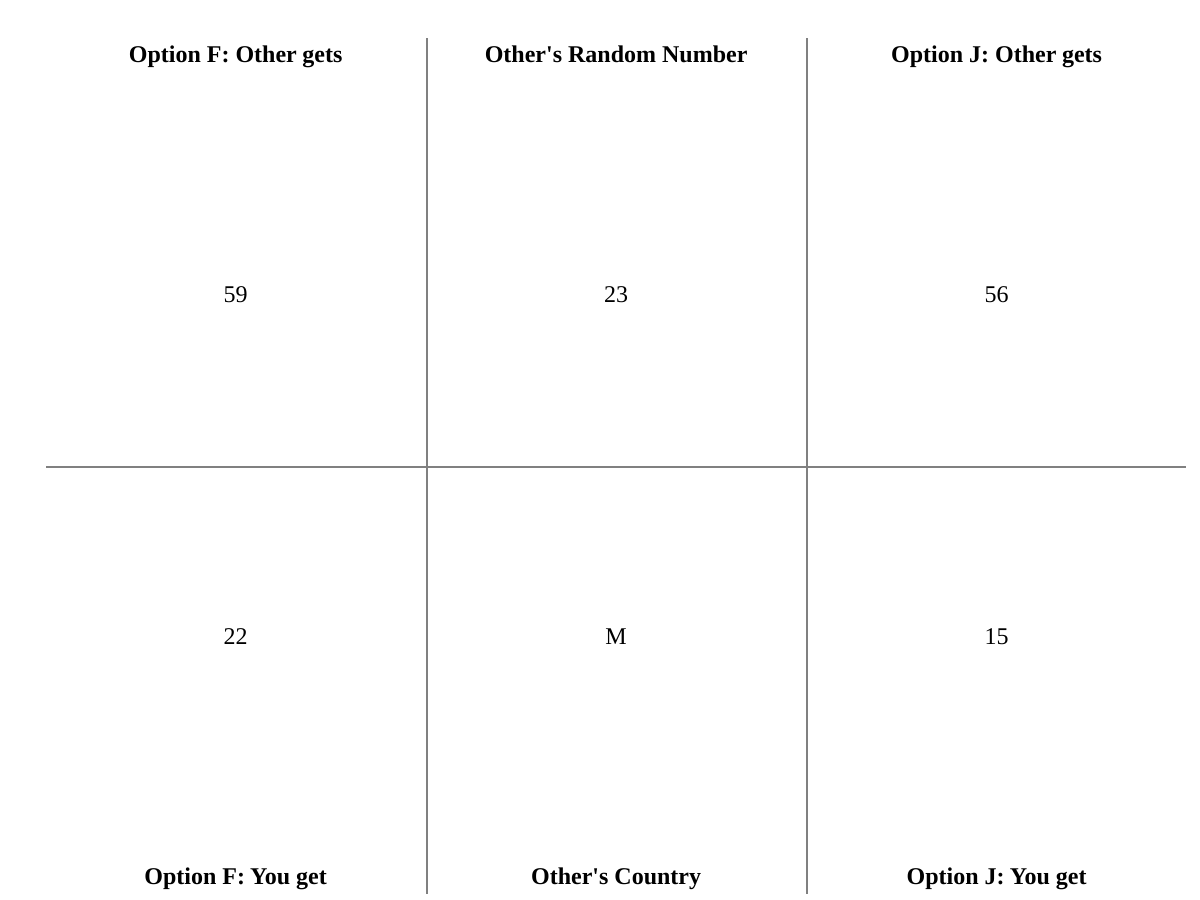 Option F: Other gets
Other's Random Number
Option J: Other gets
59
23
56
22
M
15
Option F: You get
Other's Country
Option J: You get